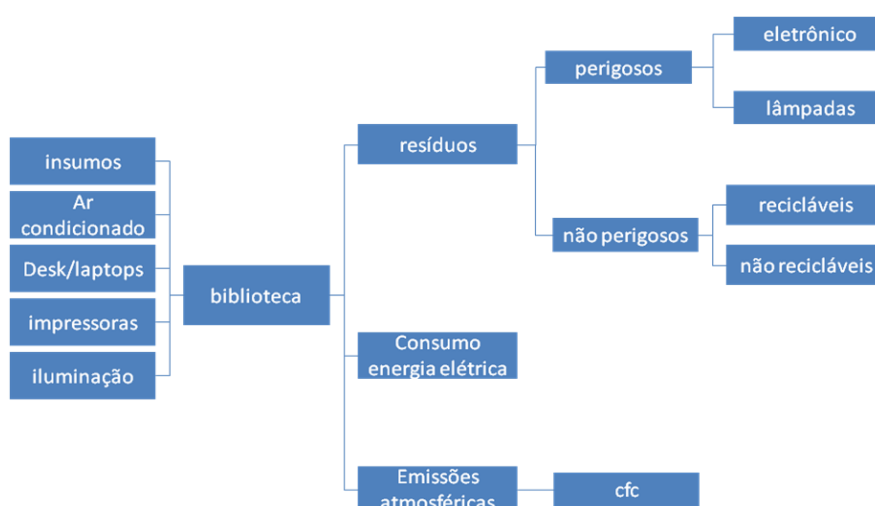 insumos
Ar
condicionado
Desk/laptops
impressoras
iluminação
biblioteca
resíduos
Consumo
energia elétrica
Emissões
atmosféricas
perigosos
não perigosos
cfc
eletrônico
lâmpadas
recicláveis
não recicláveis